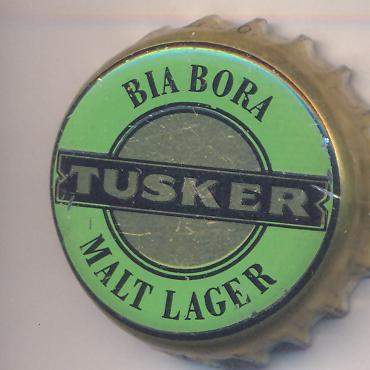 BIA BORA
TUSKER
MALT LAGER